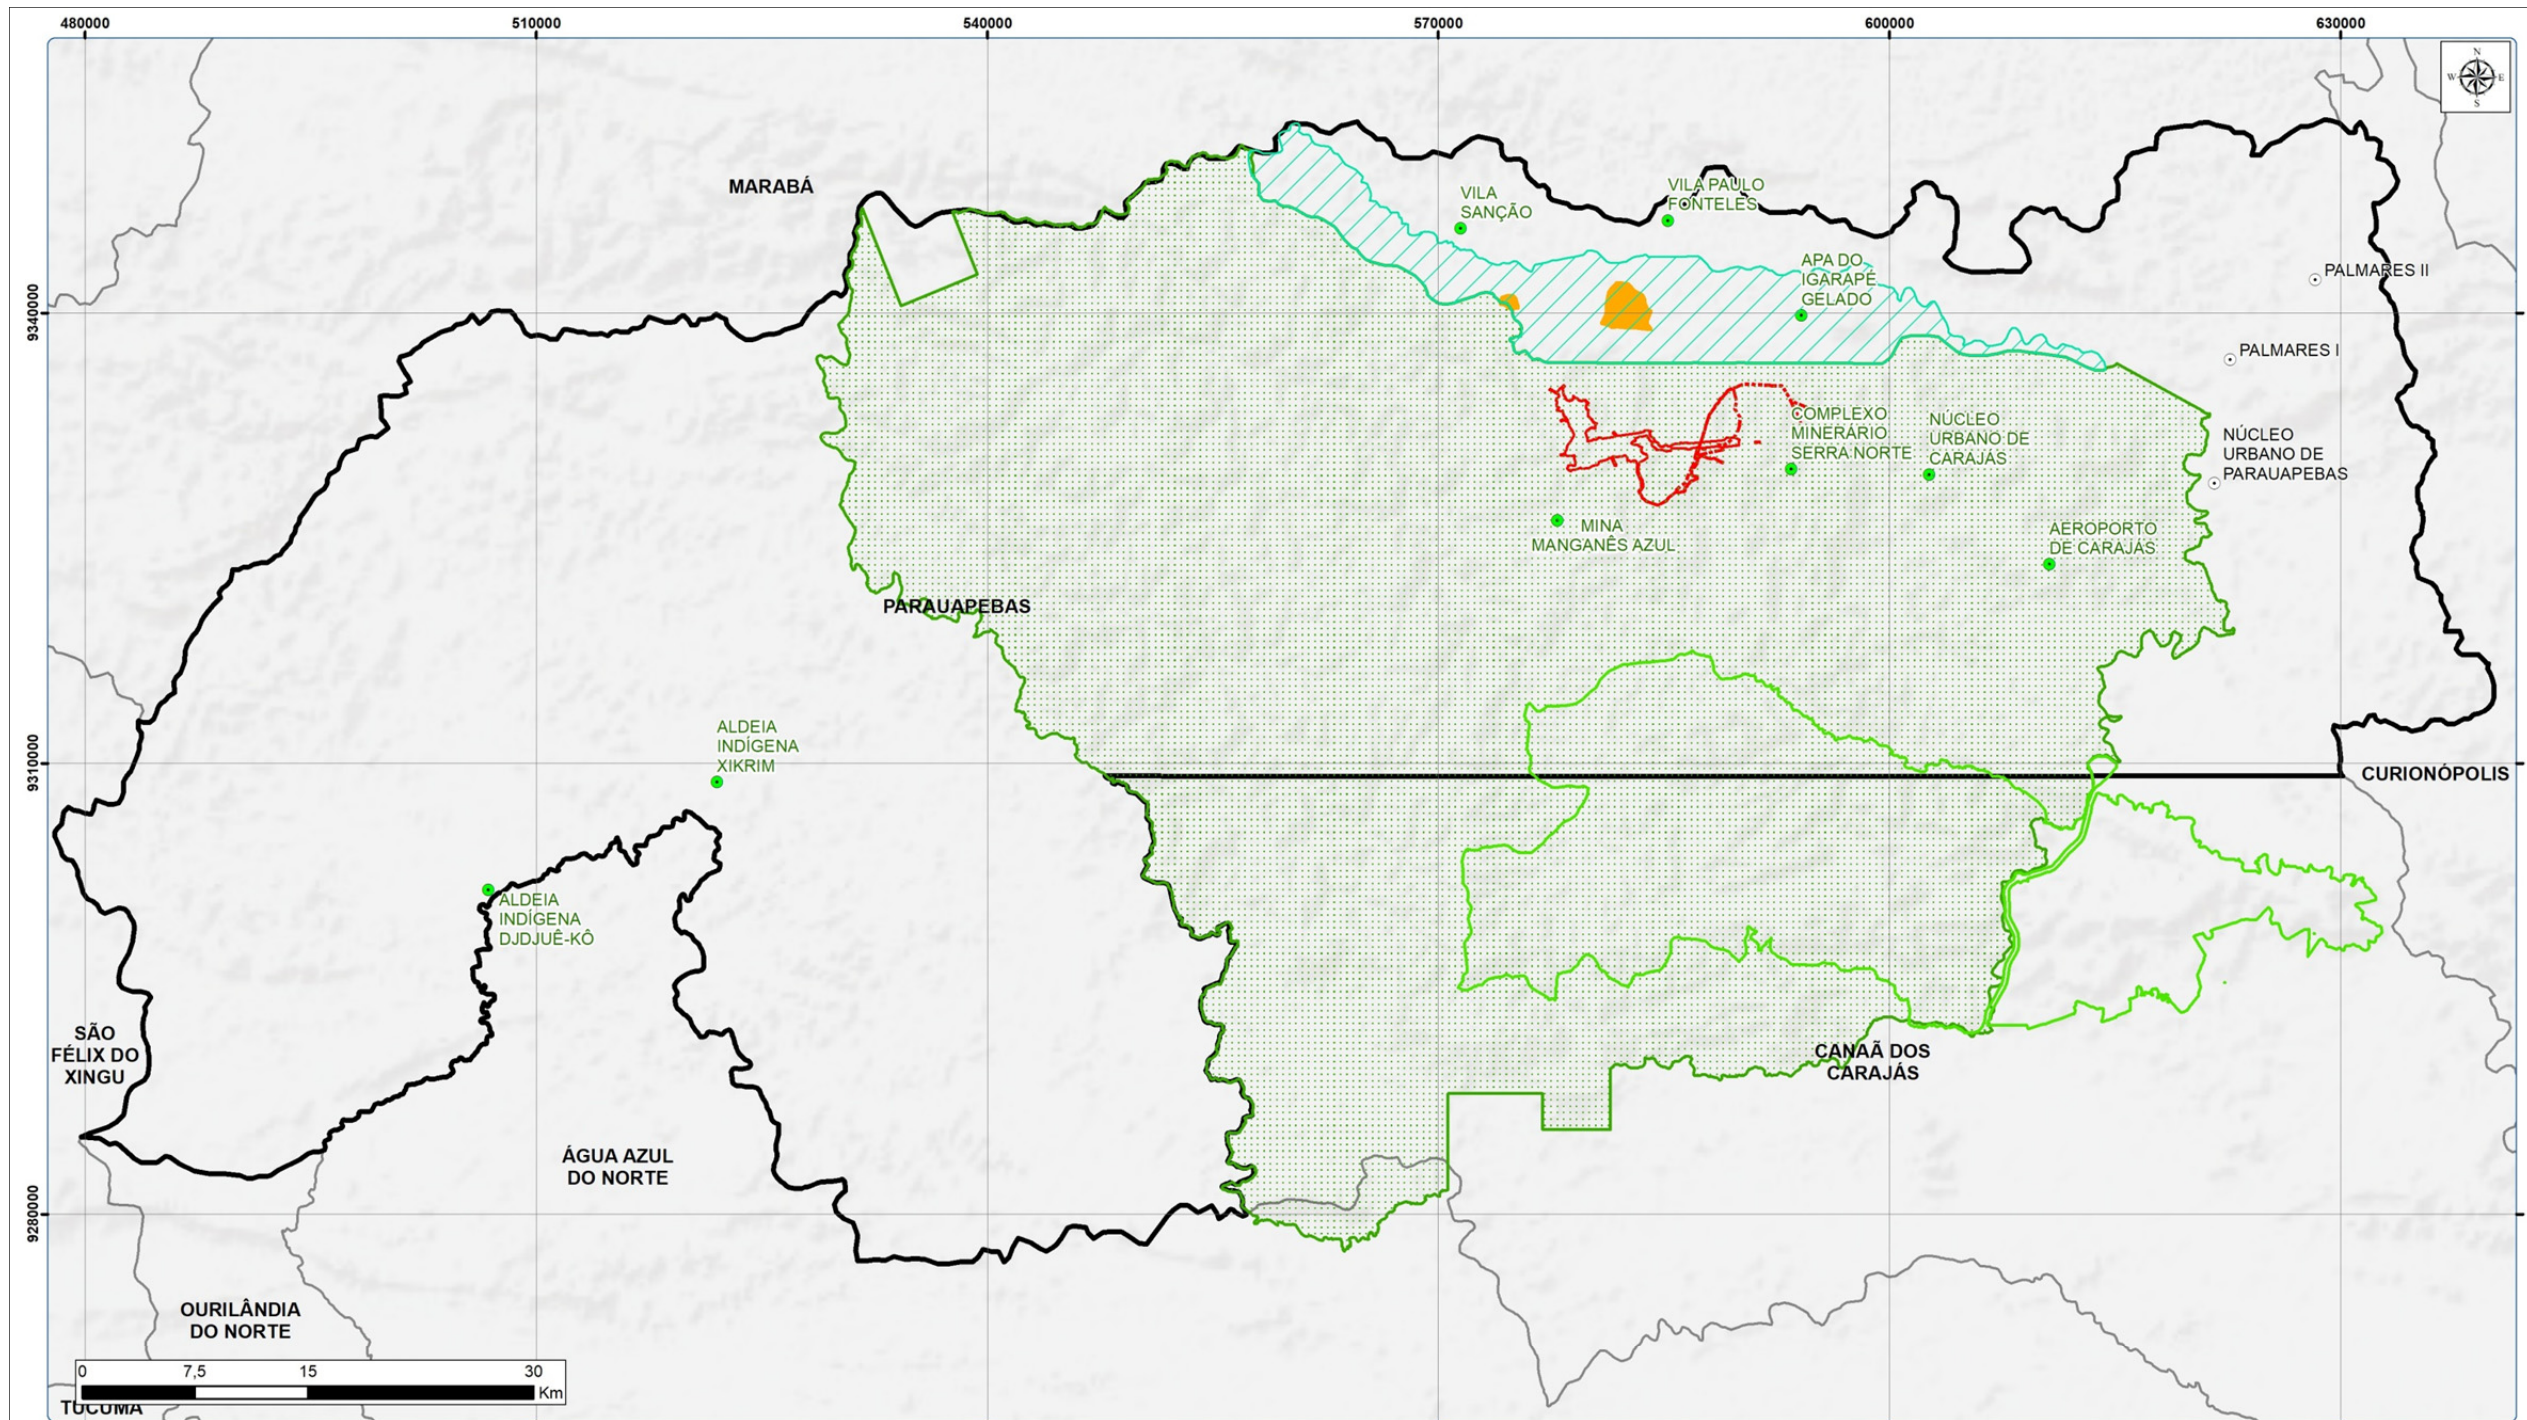 480000
510000
540000
570000
600000
630000
N
W
E
S
MARABÁ
VILA
SANÇÃO
VILA PAULO
FONTELES
APA DO
IGARAPÉ
GELADO
PALMARES II
9340000
PALMARES I
COMPLEXO
MINERÁRIO
SERRA NORTE
NÚCLEO
URBANO DE
CARAJÁS
NÚCLEO
URBANO DE
PARAUAPEBAS
MINA
MANGANÊS AZUL
AEROPORTO
DE CARAJÁS
PARAUAPEBAS
ALDEIA
INDÍGENA
XIKRIM
9310000
CURIONÓPOLIS
ALDEIA
INDÍGENA
DJDJUÊ-KÔ
SÃO
FÉLIX DO
XINGU
CANAÃ DOS
CARAJÁS
ÁGUA AZUL
DO NORTE
9280000
OURILÂNDIA
DO NORTE
0
7,5
15
30
Km
TUCUMÃ